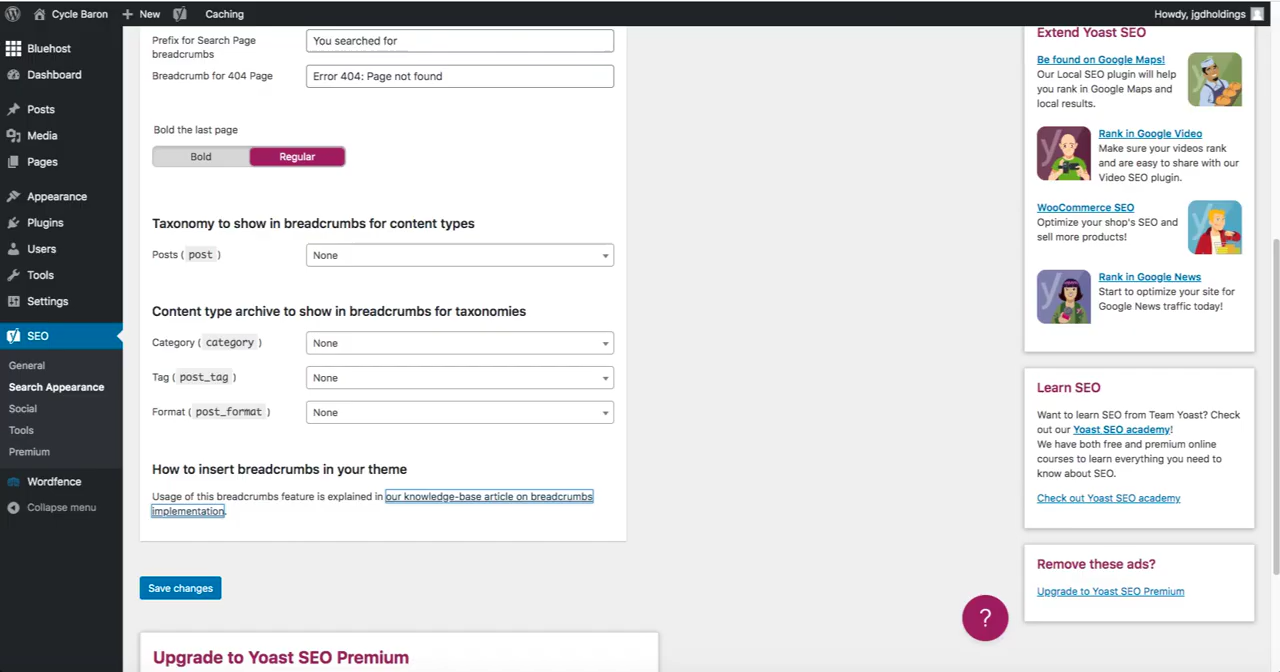 Cycle Baron
New
Caching
Howdy, jgdholdings
Bluehost
Dashboard
Posts
Media
Pages
Appearance
Plugins
Users
Tools
Settings
SEO
General
Search Appearance
Social
Tools
Premium
Wordfence
Collapse menu
Prefix for Search Page
breadcrumbs
You searched for
Breadcrumb for 404 Page
Error 404: Page not found
Bold the last page
Bold
Regular
Taxonomy to show in breadcrumbs for content types
Posts ( post )
None
Content type archive to show in breadcrumbs for taxonomies
Category ( category )
None
Tag ( post_tag )
None
Format ( post_format )
None
How to insert breadcrumbs in your theme
Usage of this breadcrumbs feature is explained in our knowledge-base article on breadcrumbs
implementation.
Save changes
Upgrade to Yoast SEO Premium
Extend Yoast SEO
Be found on Google Maps!
Our Local SEO plugin will help
you rank in Google Maps and
local results.
Rank in Google Video
Make sure your videos rank
and are easy to share with our
Video SEO plugin.
WooCommerce SEO
Optimize your shop's SEO and
sell more products!
Rank in Google News
Start to optimize your site for
Google News traffic today!
Learn SEO
Want to learn SEO from Team Yoast? Check
out our Yoast SEO academy!
We have both free and premium online
courses to learn everything you need to
know about SEO.
Check out Yoast SEO academy
Remove these ads?
Upgrade to Yoast SEO Premium
?